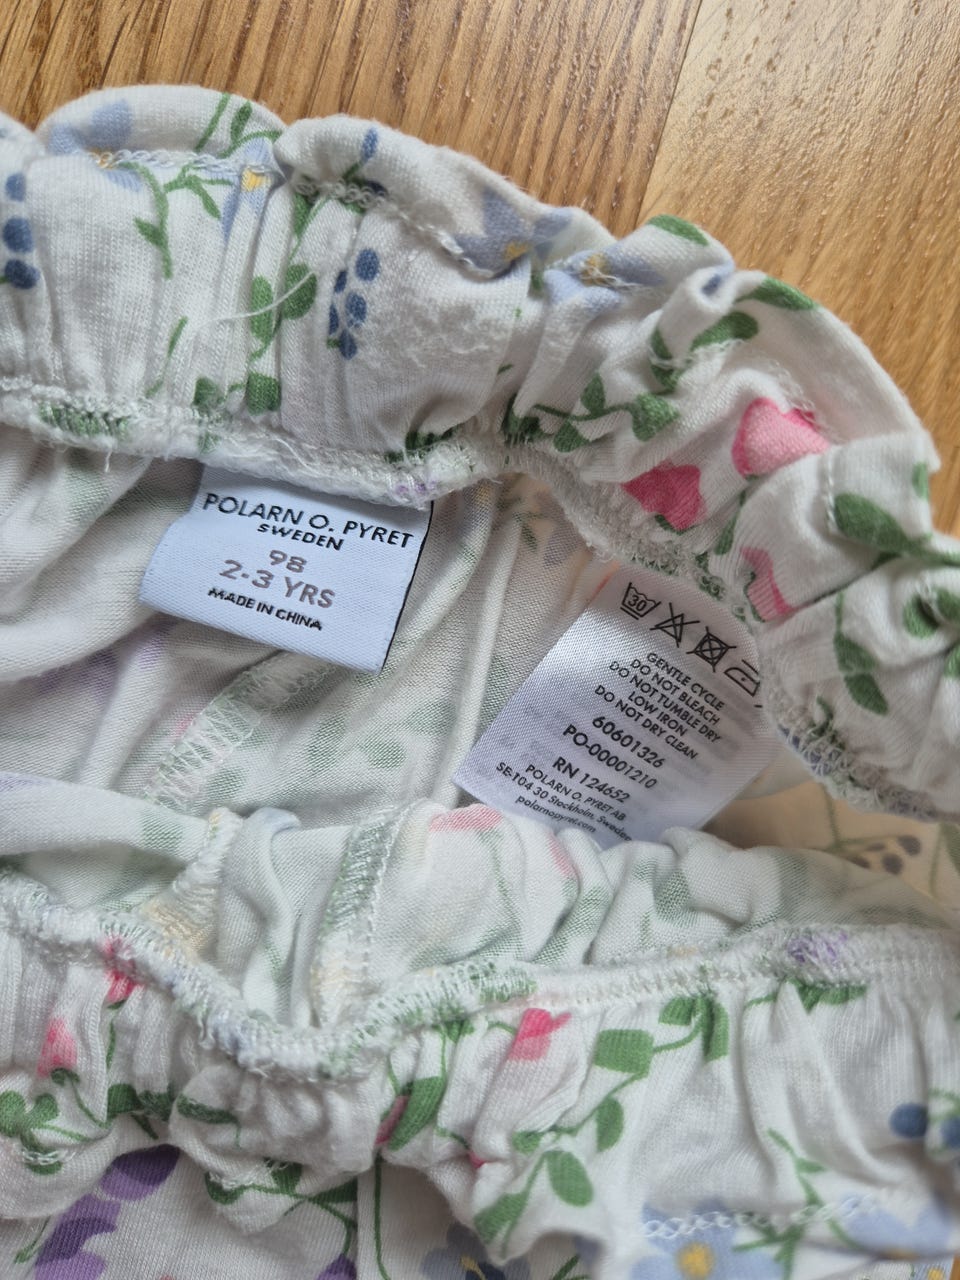 POLARN O. PYRET
SWEDEN
98
2-3 YRS
MADE IN CHINA
30
GENTLE CYCLE
DO NOT BLEACH
DO NOT TUMBLE DRY
LOW IRON
DO NOT DRY CLEAN
60601326
PO-00001210
RN 124652
POLARN O. PYRET AB
SE-104 30 Stockholm, Sweden
polarnopyret.com